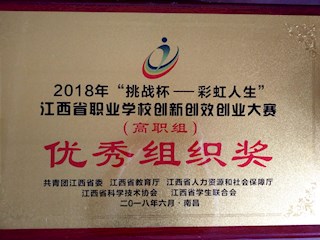 2018年“挑战杯——彩虹人生”
江西省职业学校创新创效创业大赛
（高职组）
优秀组织奖
共青团江西省委 江西省教育厅 江西省人力资源和社会保障厅
江西省科学技术协会 江西省学生联合会
二〇一八年六月·南昌